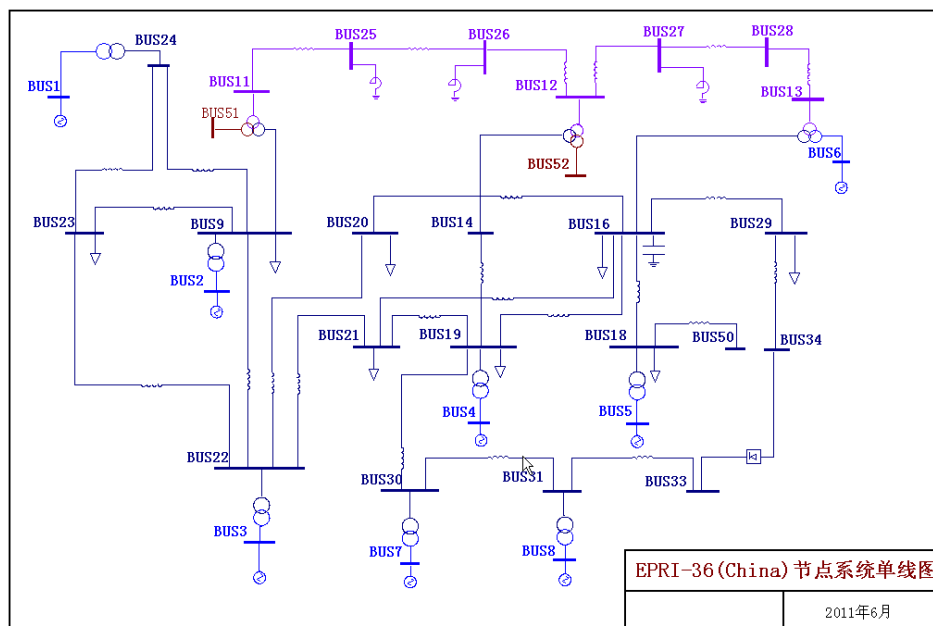 BUS24
BUS25
BUS26
BUS27
BUS28
BUS1
BUS11
BUS12
BUS13
BUS51
BUS52
BUS6
BUS23
BUS9
BUS20
BUS14
BUS16
BUS29
BUS2
BUS21
BUS19
BUS18
BUS50
BUS34
BUS4
BUS5
BUS22
BUS30
BUS31
BUS33
BUS3
BUS7
BUS8
EPRI-36(China)节点系统单线图
2011年6月